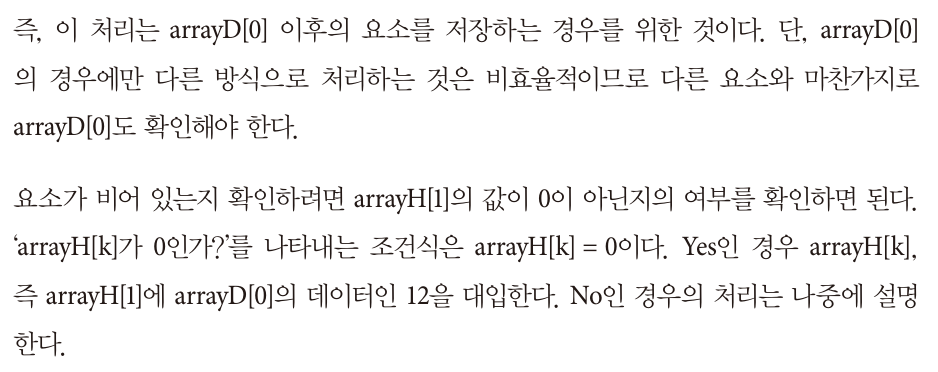 즉, 이 처리는 arrayD[0] 이후의 요소를 저장하는 경우를 위한 것이다. 단, arrayD[0]
의 경우에만 다른 방식으로 처리하는 것은 비효율적이므로 다른 요소와 마찬가지로
arrayD[0]도 확인해야 한다.
요소가 비어 있는지 확인하려면 arrayH[1]의 값이 0이 아닌지의 여부를 확인하면 된다.
‘arrayH[k]가 0인가?’를 나타내는 조건식은 arrayH[k] = 0이다. Yes인 경우 arrayH[k],
즉 arrayH[1]에 arrayD[0]의 데이터인 12을 대입한다. No인 경우의 처리는 나중에 설명
한다.